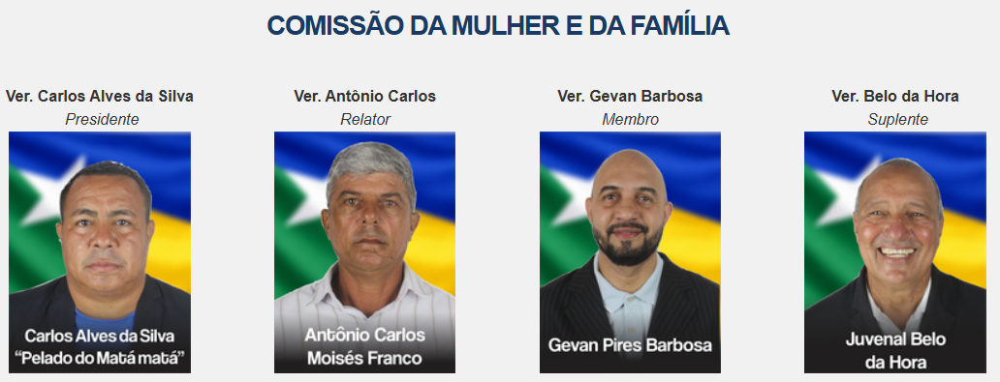 COMISSÃO DA MULHER E DA FAMÍLIA
Ver. Carlos Alves da Silva
Presidente
Carlos Alves da Silva
“Pelado do Matá matá”
Ver. Antônio Carlos
Relator
Antônio Carlos
Moisés Franco
Ver. Gevan Barbosa
Membro
Gevan Pires Barbosa
Ver. Belo da Hora
Suplente
Juvenal Belo
da Hora